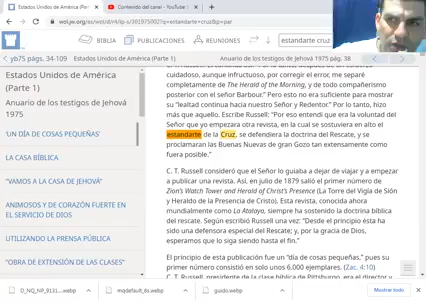 Estados Unidos de América (P
Contenido del canal - YouTube
wol.jw.org/es/wol/d/r4/lp-s/301975002?q=estandarte+cruz&p=par
BIBLIA
PUBLICACIONES
REUNIONES
estandarte cruz
yb75 págs. 34-109
Anuario de los testigos de Jehová 1975 pág. 38
Estados Unidos de América
(Parte 1)
Anuario de los testigos de Jehová
1975
'UN DÍA DE COSAS PEQUEÑAS'
LA CASA BÍBLICA
"VAMOS A LA CASA DE JEHOVÁ"
ANIMOSOS Y DE CORAZÓN FUERTE EN
EL SERVICIO DE DIOS
UTILIZANDO LA PRENSA PÚBLICA
"OBRA DE EXTENSIÓN DE LAS CLASES"
cuidadoso, aunque infructuoso, por corregir el error, me separé
completamente de The Herald of the Morning, y de todo compañerismo
posterior con el señor Barbour." Pero esto no era suficiente para mostrar
su "lealtad continua hacia nuestro Señor y Redentor." Por lo tanto, hizo
más que aquello. Escribe Russell: "Por eso entendí que era la voluntad del
Señor que yo empezara otra revista, en la cual se sostuviera en alto el
estandarte de la Cruz, se defendiera la doctrina del Rescate, y se
proclamaran las Buenas Nuevas de gran Gozo tan extensamente como
fuera posible."
C. T. Russell consideró que el Señor lo guiaba a dejar de viajar y a empezar
a publicar una revista. Así, en julio de 1879 salió el primer número de
Zion's Watch Tower and Herald of Christ's Presence (La Torre del Vigía de Sión
y Heraldo de la Presencia de Cristo). Esta revista, conocida ahora
mundialmente como La Atalaya, siempre ha sostenido la doctrina bíblica
del rescate. Según escribió Russell una vez: "Desde el principio ésta ha
sido una defensora especial del Rescate; y, por la gracia de Dios,
esperamos que lo siga siendo hasta el fin."
El principio de esta publicación fue un "día de cosas pequeñas," pues su
primer número consistió en solo unos 6.000 ejemplares. (Zac. 4:10)
C. T. Russell, presidente de la clase bíblica de Pittsburgo, era el director y
D_NQ_NP_9131....webp
mqdefault_6s.webp
guido.webp
Mostrar todo